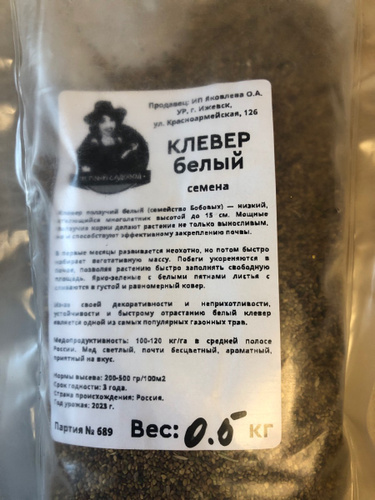 Продавец: ИП Яковлева О.А.
УР, г. Ижевск,
ул. Красноармейская, 126
КЛЕВЕР
белый
семена
Клевер ползучий белый (семейство Бобовых) — низкий,
многолетник высотой до 15 см. Мощные
корни делают растение не только выносливым,
и способствуют эффективному закреплению почвы.
первые месяцы развивается неохотно, но потом быстро
набирает вегетативную массу. Побеги укореняются в
позволяя растению быстро заполнять свободную
площадь. Ярко-зеленые с белыми пятнами листья с
в густой и равномерный ковер.
своей декоративности и неприхотливости,
устойчивости и быстрому отрастанию белый клевер
является одной из самых популярных газонных трав.
Медопродуктивность: 100-120 кг/га в средней полосе
России. Мед светлый, почти бесцветный, ароматный,
приятный на вкус.
Нормы высева: 200-500 гр/100м2
Срок годности: 3 года.
Страна происхождения: Россия.
Год урожая: 2023 г.
Партия № 689
Вес: 0.5 кг